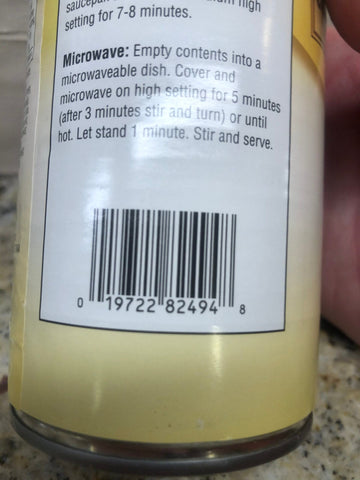 high
setting for 7-8 minutes.
Microwave: Empty contents into a
microwaveable dish. Cover and
microwave on high setting for 5 minutes
(after 3 minutes stir and turn) or until
hot. Let stand 1 minute. Stir and serve.
0 19722 82494 8